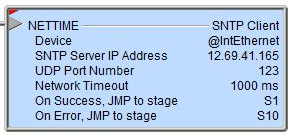 NETTIME SNTP Client
Device @IntEthernet
SNTP Server IP Address 12.69.41.165
UDP Port Number 123
Network Timeout 1000 ms
On Success, JMP to stage S1
On Error, JMP to stage S10